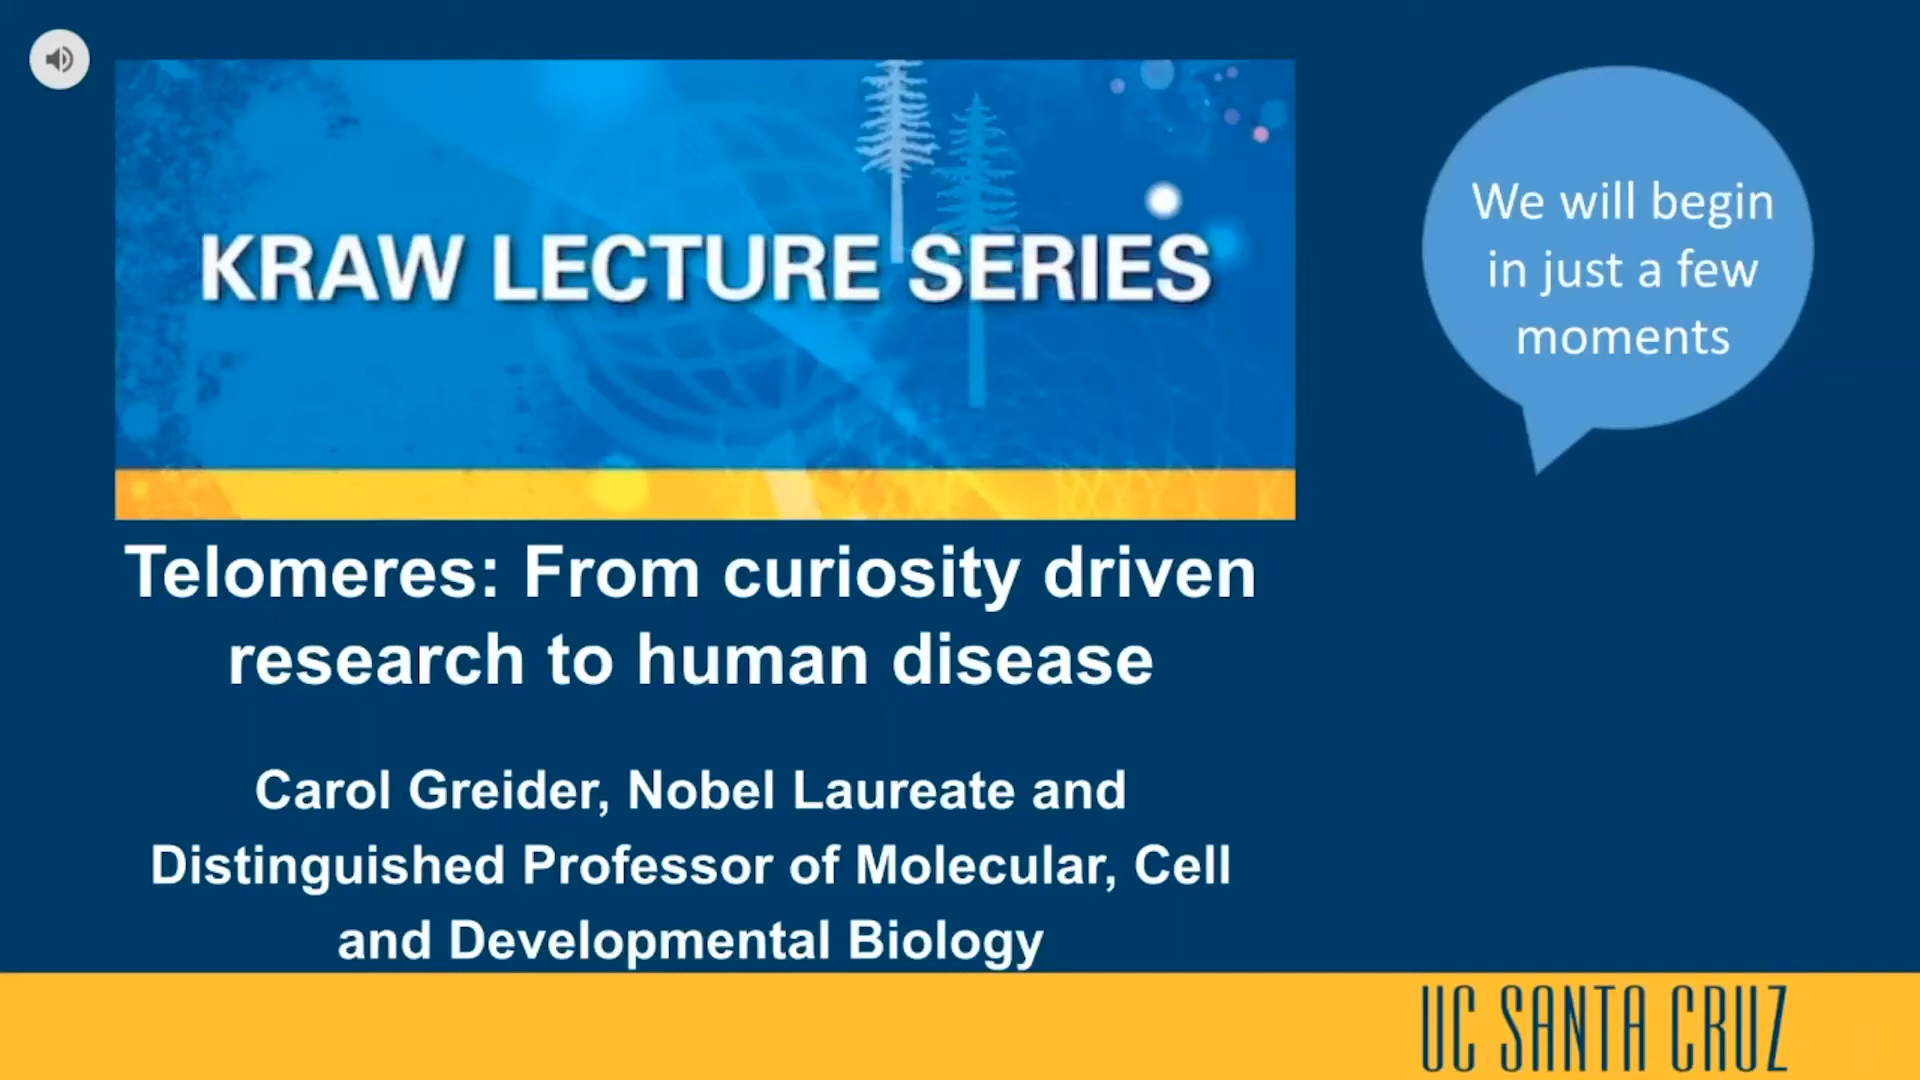 KRAW LECTURE SERIES
We will begin
in just a few
moments
Telomeres: From curiosity driven
research to human disease
Carol Greider, Nobel Laureate and
Distinguished Professor of Molecular, Cell
and Developmental Biology
UC SANTA CRUZ